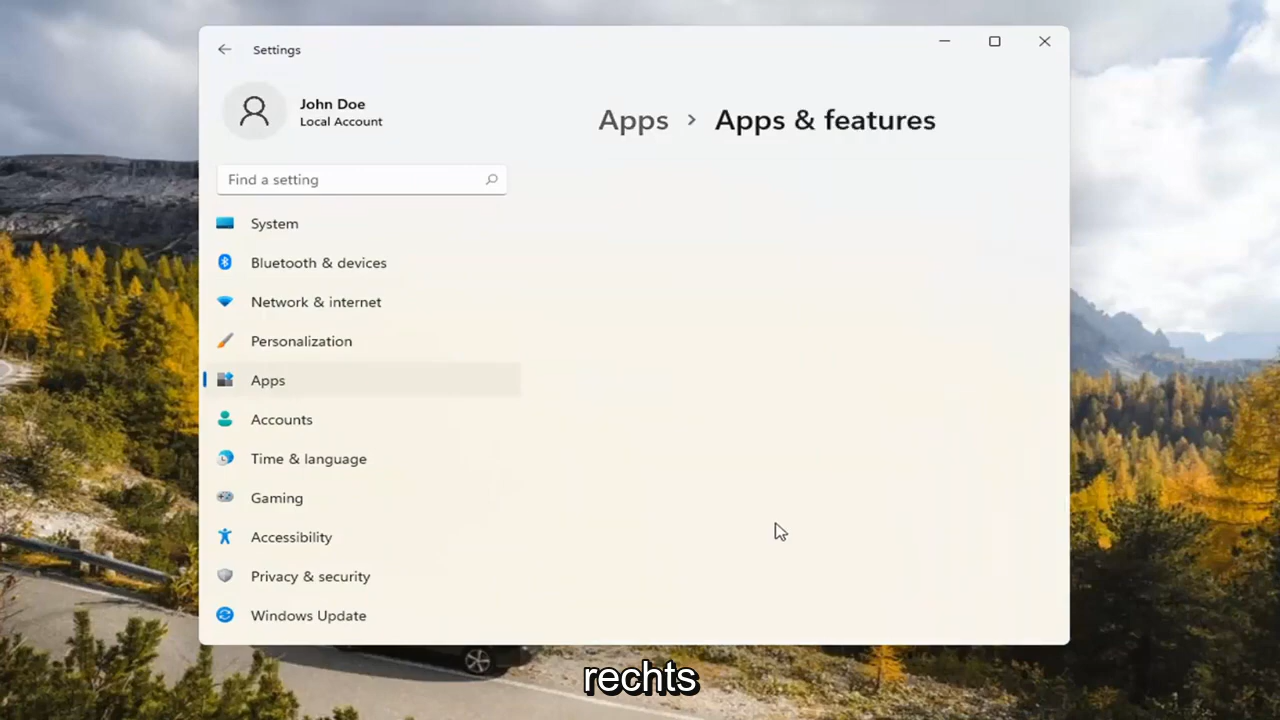 Settings
John Doe
Local Account
Apps > Apps & features
Find a setting
System
Bluetooth & devices
Network & internet
Personalization
Apps
Accounts
Time & language
Gaming
Accessibility
Privacy & security
Windows Update
rechts